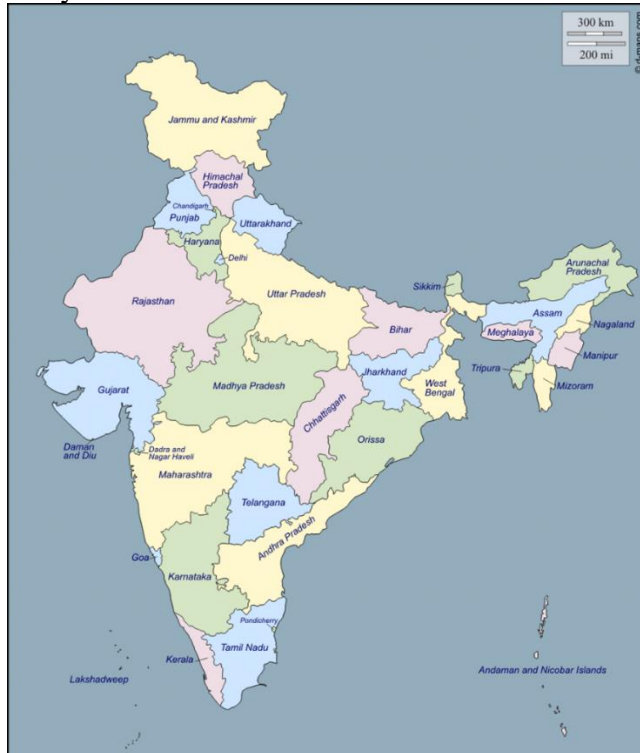 300 km
200 mi
© d-maps.com
Jammu and Kashmir
Himachal
Pradesh
Chandigarh
Punjab
Uttarakhand
Haryana
Delhi
Arunachal
Pradesh
Sikkim
Rajasthan
Uttar Pradesh
Assam
Nagaland
Bihar
Meghalaya
Manipur
Tripura
Jharkhand
Gujarat
Madhya Pradesh
West
Bengal
Mizoram
Chhattisgarh
Orissa
Daman
and Diu
Dadra and
Nagar Haveli
Maharashtra
Telangana
Andhra Pradesh
Goa
Karnataka
Pondicherry
Tamil Nadu
Kerala
Lakshadweep
Andaman and Nicobar Islands